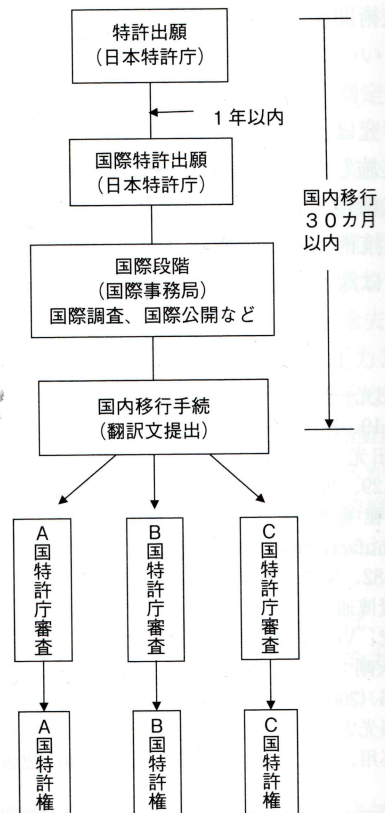 特許出願
（日本特許庁）
1年以内
国際特許出願
（日本特許庁）
国内移行
３０カ月
以内
国際段階
（国際事務局）
国際調査、国際公開など
国内移行手続
（翻訳文提出）
A国特許庁審査
B国特許庁審査
C国特許庁審査
A国特許権
B国特許権
C国特許権